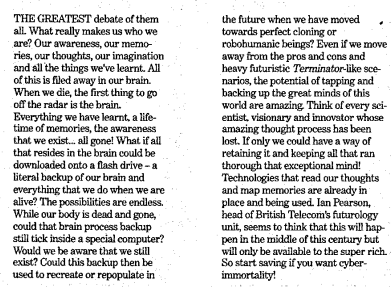 THE GREATEST debate of them
all. What really makes us who we
are? Our awareness, our memo-
ries, our thoughts, our imagination
and all the things we've learnt. All
of this is filed away in our brain.
When we die, the first thing to go
off the radar is the brain.
Everything we have learnt, a life-
time of memories, the awareness
that we exist... all gone! What if all
that resides in the brain could be
downloaded onto a flash drive – a
literal backup of our brain and
everything that we do when we are
alive? The possibilities are endless.
While our body is dead and gone,
could that brain process backup
still tick inside a special computer?
Would we be aware that we still
exist? Could this backup then be
used to recreate or repopulate in
the future when we have moved
towards perfect cloning or
robohumanic beings? Even if we move
away from the pros and cons and
heavy futuristic Terminator-like sce-
narios, the potential of tapping and
backing up the great minds of this
world are amazing. Think of every sci-
entist, visionary and innovator whose
amazing thought process has been
lost. If only we could have a way of
retaining it and keeping all that ran
thorough that exceptional mind!
Technologies that read our thoughts
and map memories are already in
place and being used. Ian Pearson,
head of British Telecom's futurology
unit, seems to think that this will hap-
pen in the middle of this century but
will only be available to the super rich.
So start saving if you want cyber-
immortality!